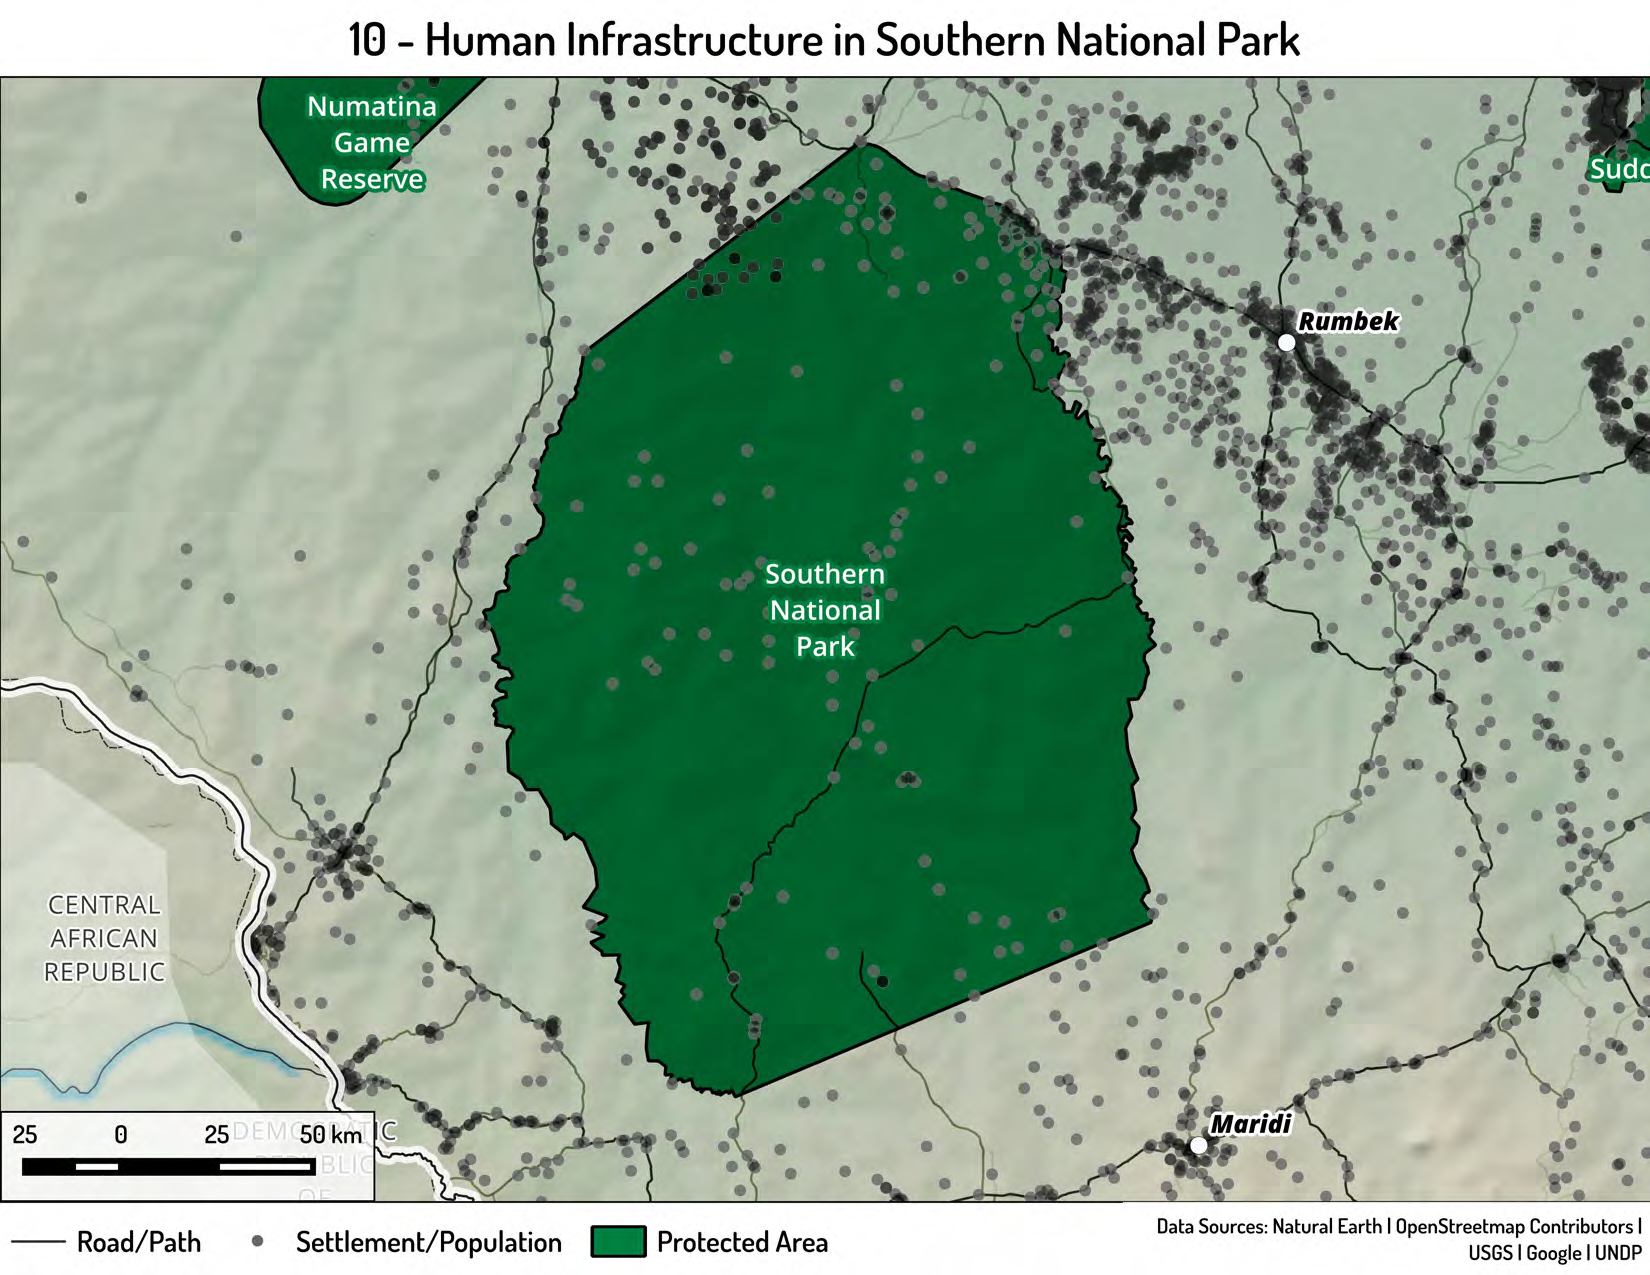 10 - Human Infrastructure in Southern National Park
Numatina
Game
Reserve
Sudd
Rumbek
Southern
National
Park
CENTRAL
AFRICAN
REPUBLIC
25 0 25 50 km
DEMOCRATIC
REPUBLIC
OF
Maridi
Road/Path
Settlement/Population
Protected Area
Data Sources: Natural Earth | OpenStreetmap Contributors |
USGS | Google | UNDP